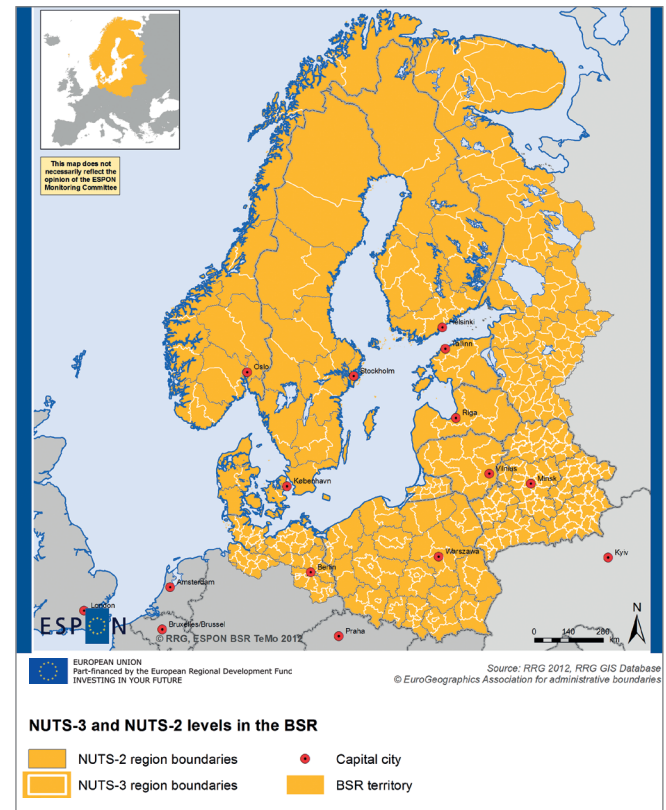 This map does not
necessarily reflect the
opinion of the ESPON
Monitoring Committee
Helsinki
Tallinn
Oslo
Stockholm
Riga
Vilnius
Minsk
København
Warszawa
Kyiv
Berlin
Amsterdam
London
Bruxelles/Brussel
Praha
N
ESPON
© RRG, ESPON BSR TeMo 2012
0 140 280
km
EUROPEAN UNION
Part-financed by the European Regional Development Func
INVESTING IN YOUR FUTURE
Source: RRG 2012, RRG GIS Database
© EuroGeographics Association for administrative boundaries
NUTS-3 and NUTS-2 levels in the BSR
NUTS-2 region boundaries
Capital city
NUTS-3 region boundaries
BSR territory